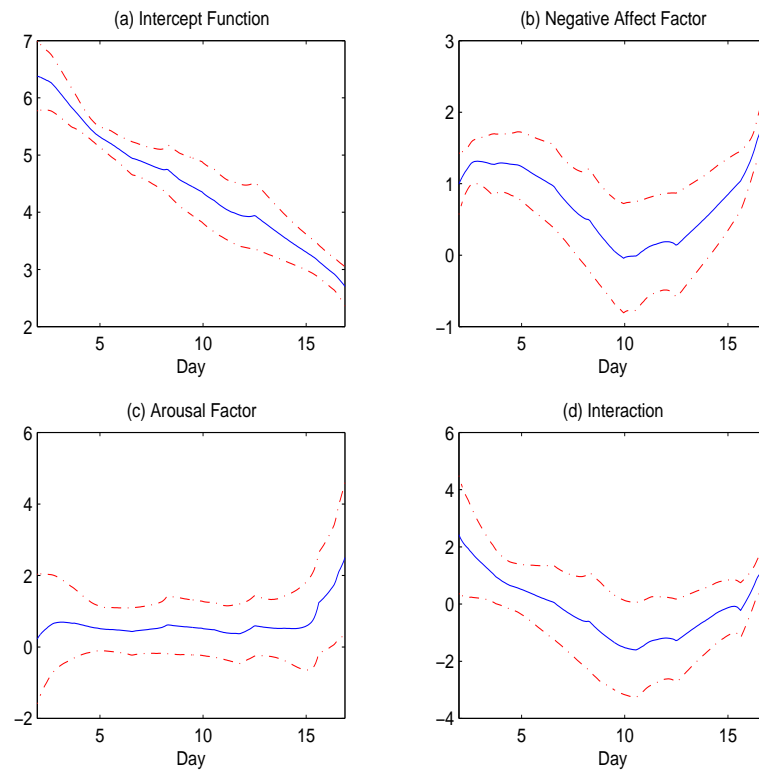 (a) Intercept Function
7
6
5
4
3
2
5 10 15
Day
(b) Negative Affect Factor
3
2
1
0
−1
5 10 15
Day
(c) Arousal Factor
6
4
2
0
−2
5 10 15
Day
(d) Interaction
6
4
2
0
−2
−4
5 10 15
Day